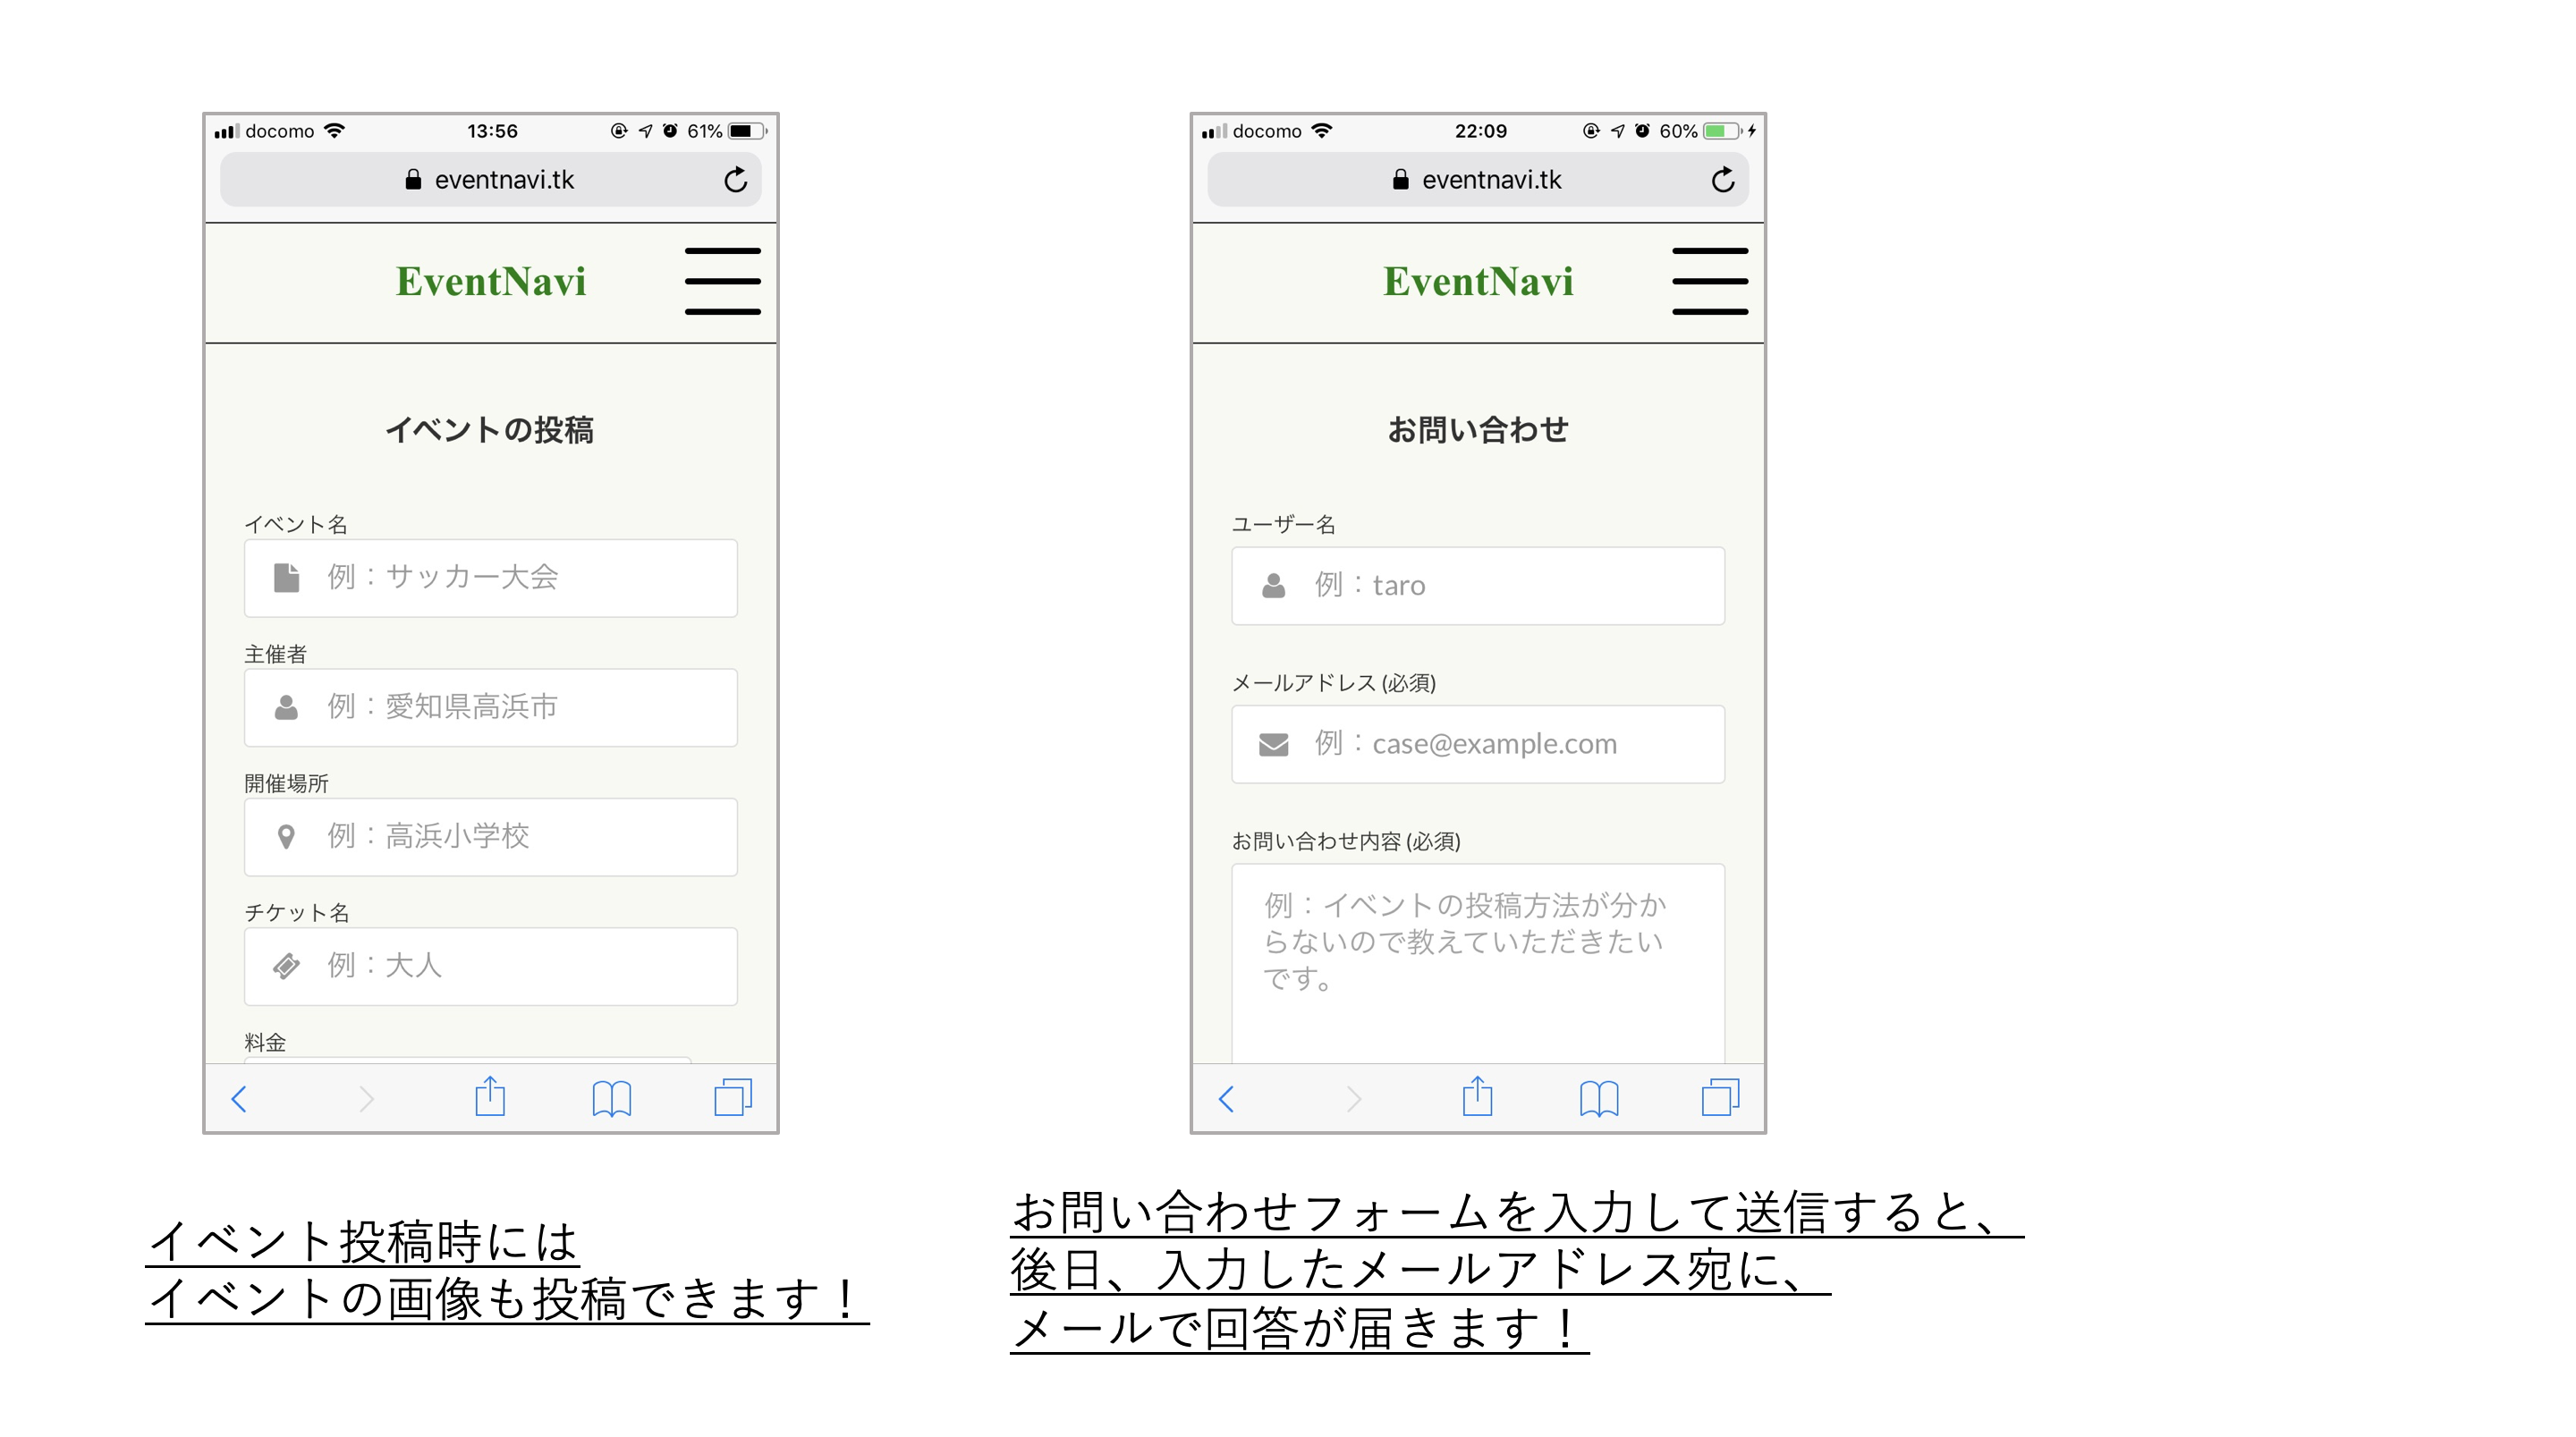 docomo 13:56 61%
eventnavi.tk
EventNavi
イベントの投稿
イベント名
例：サッカー大会
主催者
例：愛知県高浜市
開催場所
例：高浜小学校
チケット名
例：大人
料金
イベント投稿時には
イベントの画像も投稿できます！
docomo 22:09 60%
eventnavi.tk
EventNavi
お問い合わせ
ユーザー名
例：taro
メールアドレス (必須)
例：case@example.com
お問い合わせ内容 (必須)
例：イベントの投稿方法が分か
らないので教えていただきたい
です。
お問い合わせフォームを入力して送信すると、
後日、入力したメールアドレス宛に、
メールで回答が届きます！